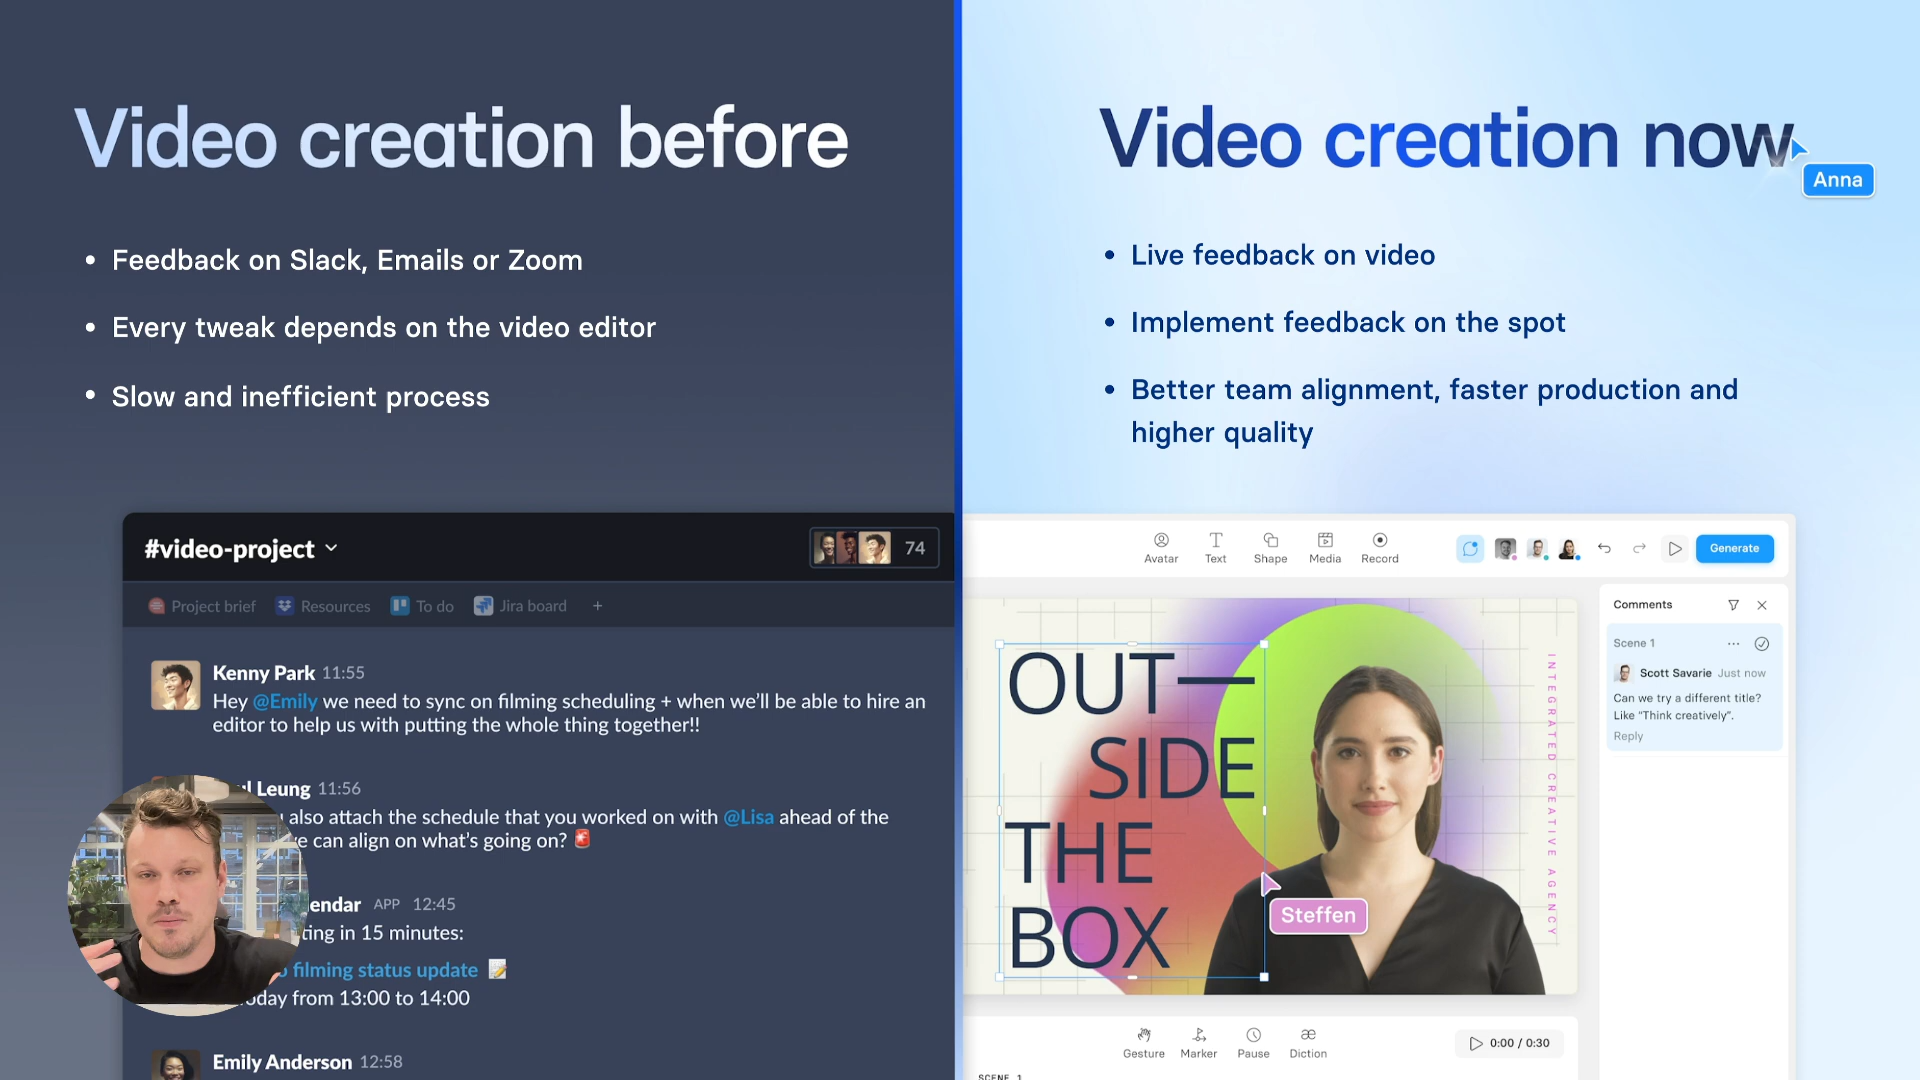 Video creation before
Feedback on Slack, Emails or Zoom
Every tweak depends on the video editor
Slow and inefficient process
#video-project
74
Project brief
Resources
To do
Jira board
+
Kenny Park 11:55
Hey @Emily we need to sync on filming scheduling + when we'll be able to hire an
editor to help us with putting the whole thing together!!
Leung 11:56
also attach the schedule that you worked on with @Lisa ahead of the
can align on what's going on?
APP 12:45
in 15 minutes:
filming status update
from 13:00 to 14:00
Emily Anderson 12:58
Video creation now
Anna
Live feedback on video
Implement feedback on the spot
Better team alignment, faster production and
higher quality
Avatar
Text
Shape
Media
Record
Generate
OUT—
SIDE
THE
BOX
INTEGRATED CREATIVE AGENCY
Steffen
Comments
Scene 1
Scott Savarie Just now
Can we try a different title?
Like "Think creatively".
Reply
Gesture
Marker
Pause
æ
Diction
0:00 / 0:30
SCENE 1